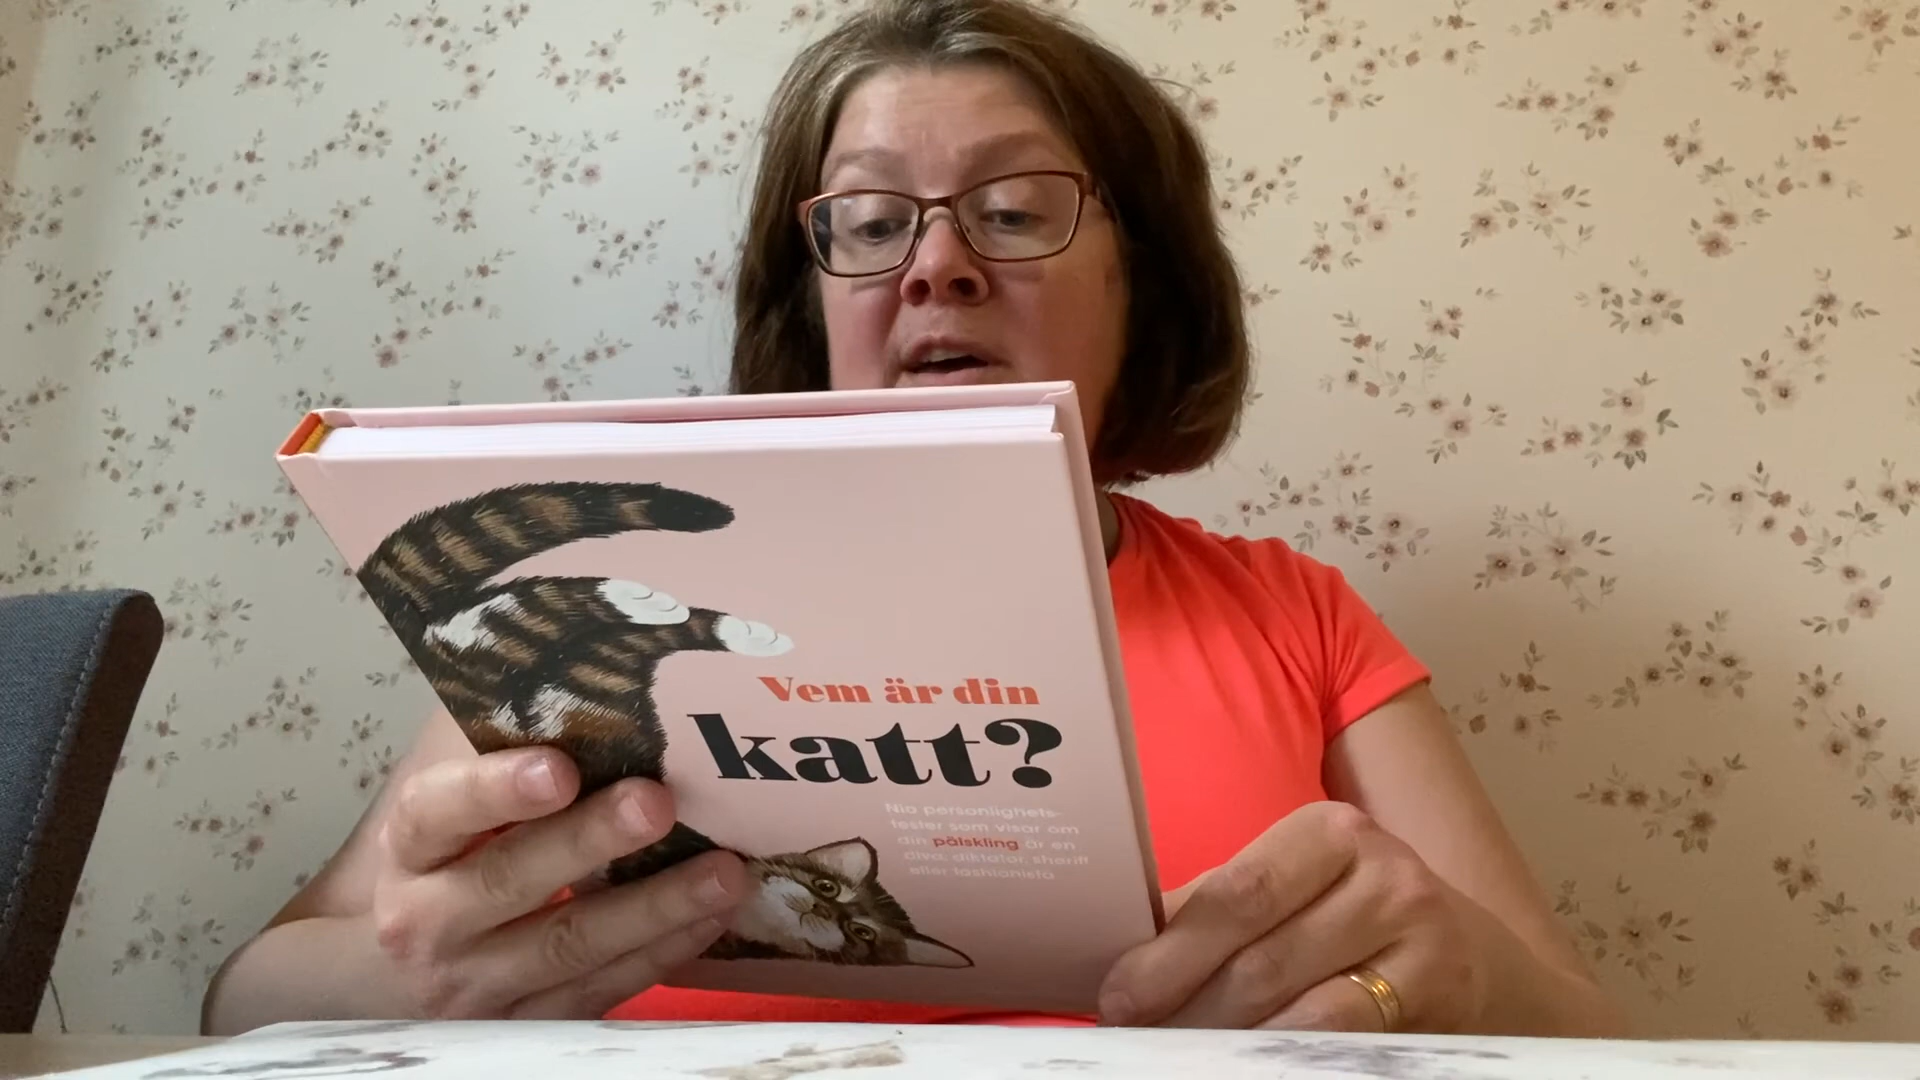 Vem är din
katt?
Nio personlighets-
tester som visar om
din pälskling är en
diva, diktator, sheriff
eller fashionista